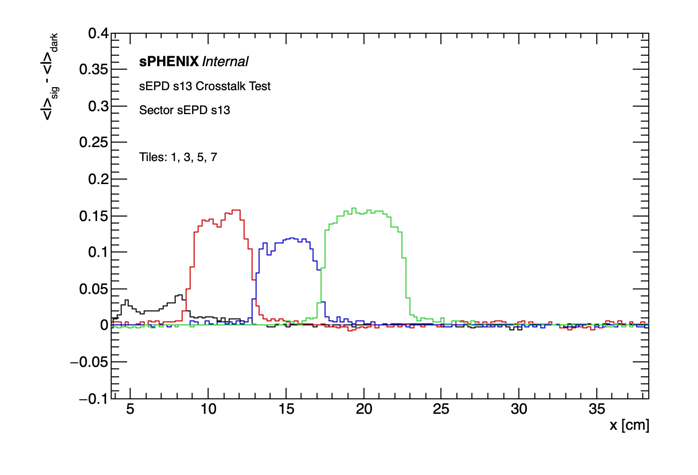 <I>sig - <I>dark
0.4
0.35
0.3
0.25
0.2
0.15
0.1
0.05
0
−0.05
−0.1
sPHENIX Internal
sEPD s13 Crosstalk Test
Sector sEPD s13
Tiles: 1, 3, 5, 7
5 10 15 20 25 30 35
x [cm]